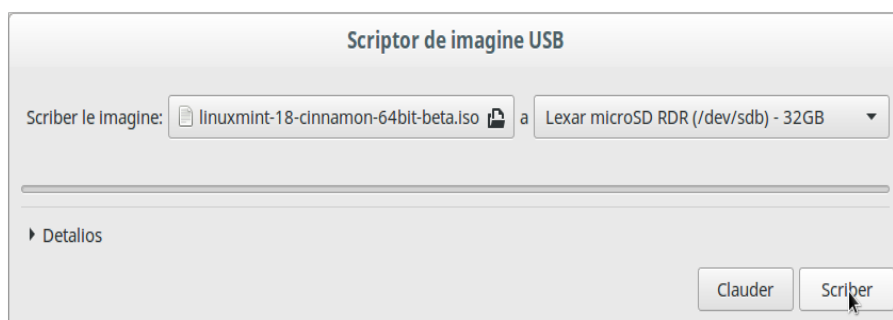 Scriptor de imagine USB
Scriber le imagine: linuxmint-18-cinnamon-64bit-beta.iso a Lexar microSD RDR (/dev/sdb) - 32GB
Detalios
Clauder Scriber